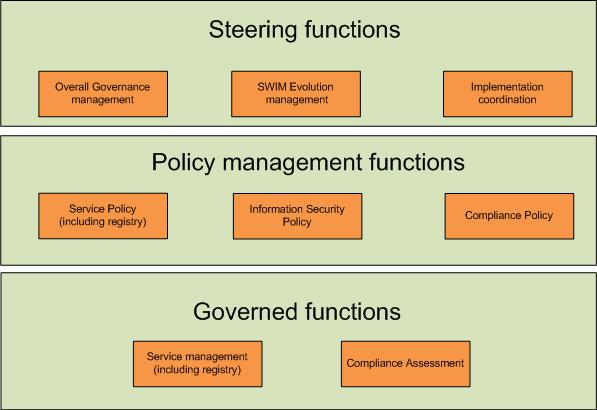 Steering functions
Overall Governance
management
SWIM Evolution
management
Implementation
coordination
Policy management functions
Service Policy
(including registry)
Information Security
Policy
Compliance Policy
Governed functions
Service management
(including registry)
Compliance Assessment